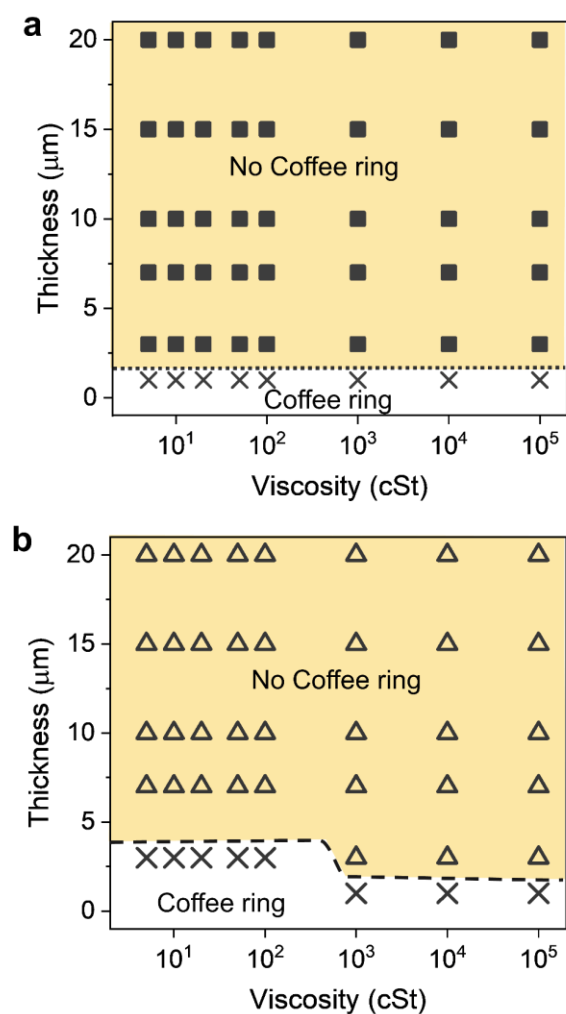 a
20
15
10
5
0
Thickness (μm)
No Coffee ring
Coffee ring
10¹ 10² 10³ 10⁴ 10⁵
Viscosity (cSt)
b
20
15
10
5
0
Thickness (μm)
No Coffee ring
Coffee ring
10¹ 10² 10³ 10⁴ 10⁵
Viscosity (cSt)